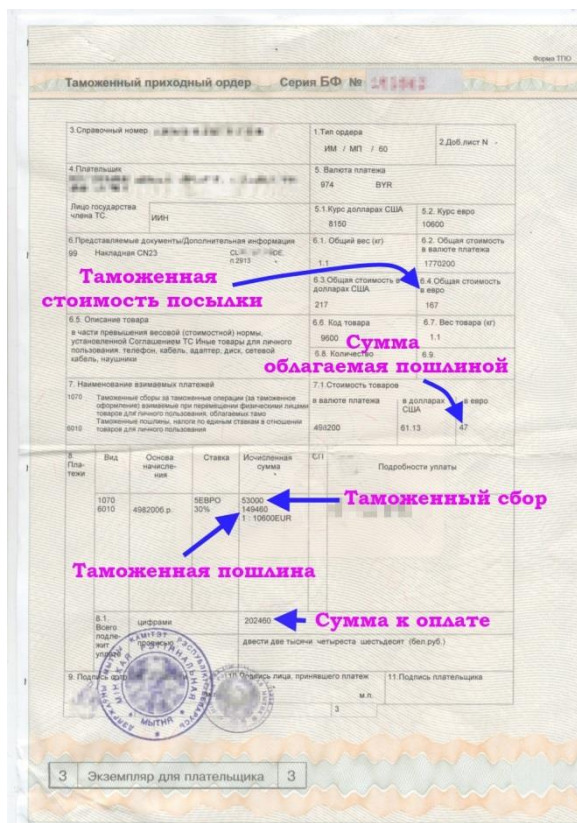 Форма ТПО
Таможенный приходный ордер Серия БФ №
3.Справочный номер
1.Тип ордера
ИМ / МП / 60
2.Доб.лист N -
4.Плательщик
5. Валюта платежа
974 BYR
Лицо государства
члена ТС.
ИИН
5.1.Курс долларах США
8150
5.2. Курс евро
10600
6.Представляемые документы/Дополнительная информация
99 Накладная CN23
п.2913
6.1. Общий вес (кг)
1.1
6.2. Общая стоимость
в валюте платежа
1770200
Таможенная
стоимость посылки
6.3.Общая стоимость в
долларах США
217
6.4.Общая стоимость
в евро
167
6.5. Описание товара
в части превышения весовой (стоимостной) нормы,
установленной Соглашением ТС Иные товары для личного
пользования. телефон, кабель, адаптер, диск, сетевой
кабель, наушники
6.6. Код товара
9600
6.7. Вес товара (кг)
1.1
6.8. Количество
6.9.
Сумма
облагаемая пошлиной
7. Наименование взимаемых платежей
1070 Таможенные сборы за таможенные операции (за таможенное
оформление) взимаемые при перемещении физическими лицами
товаров для личного пользования, облагаемых тамо
6010 Таможенные пошлины, налоги по единым ставкам в отношении
товаров для личного пользования
7.1.Стоимость товаров
в валюте платежа
в долларах
США
в евро
494200
61.13
47
8.
Пла-
тежи
Вид
Основа
начисле-
ния
Ставка
Исчисленная
сумма
СП
Подробности уплаты
1070 5ЕВРО 53000
6010 4982006 р. 30% 149460
1 : 10600EUR
Таможенный сбор
Таможенная пошлина
8.1.
Всего
подле-
жит
уплате
цифрами
202460
Сумма к оплате
прописью
двести две тысячи четыреста шестьдесят (бел.руб.)
9. Подпись
10.Подпись лица, принявшего платеж
м.п.
11.Подпись плательщика
3
МЫТНЯ
3 Экземпляр для плательщика 3